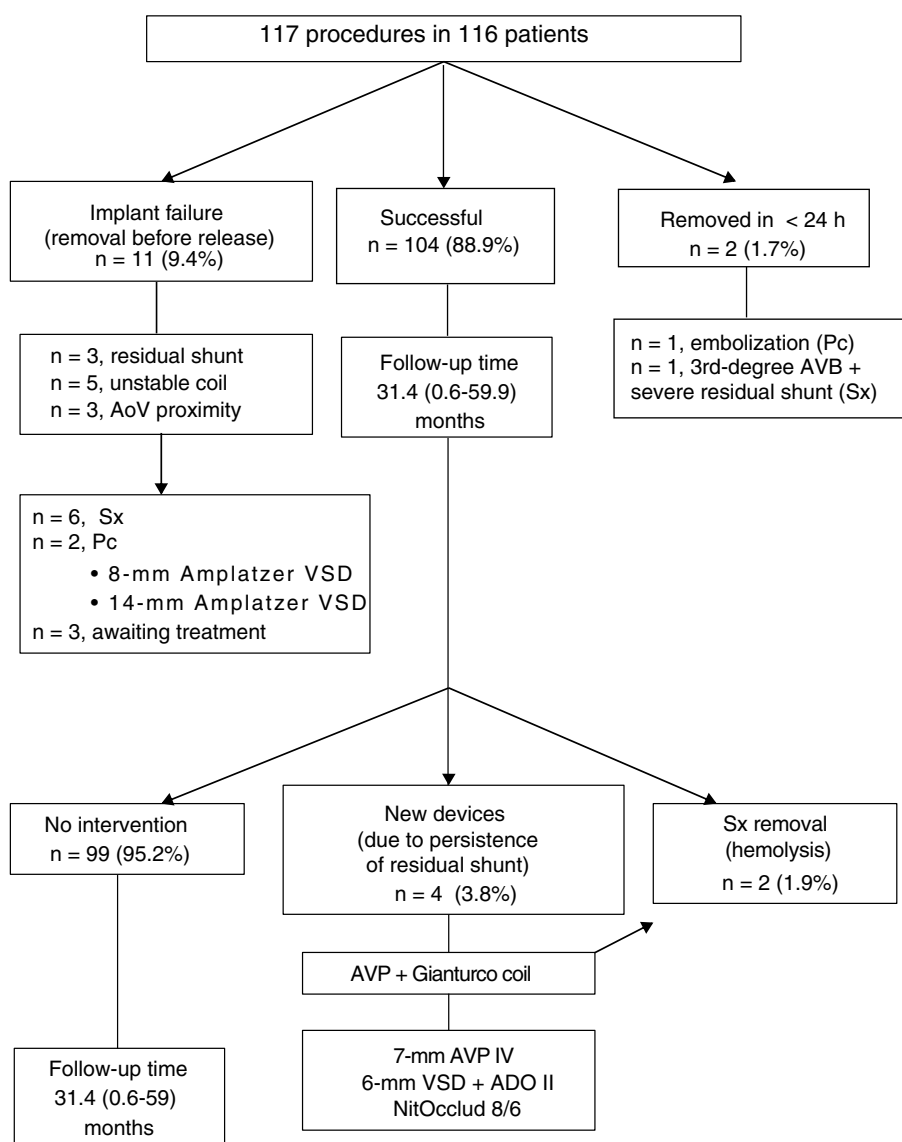 117 procedures in 116 patients
Implant failure
(removal before release)
n = 11 (9.4%)
Successful
n = 104 (88.9%)
Removed in < 24 h
n = 2 (1.7%)
n = 3, residual shunt
n = 5, unstable coil
n = 3, AoV proximity
Follow-up time
31.4 (0.6-59.9)
months
n = 1, embolization (Pc)
n = 1, 3rd-degree AVB +
severe residual shunt (Sx)
n = 6, Sx
n = 2, Pc
• 8-mm Amplatzer VSD
• 14-mm Amplatzer VSD
n = 3, awaiting treatment
No intervention
n = 99 (95.2%)
New devices
(due to persistence
of residual shunt)
n = 4 (3.8%)
Sx removal
(hemolysis)
n = 2 (1.9%)
AVP + Gianturco coil
7-mm AVP IV
6-mm VSD + ADO II
NitOcclud 8/6
Follow-up time
31.4 (0.6-59)
months